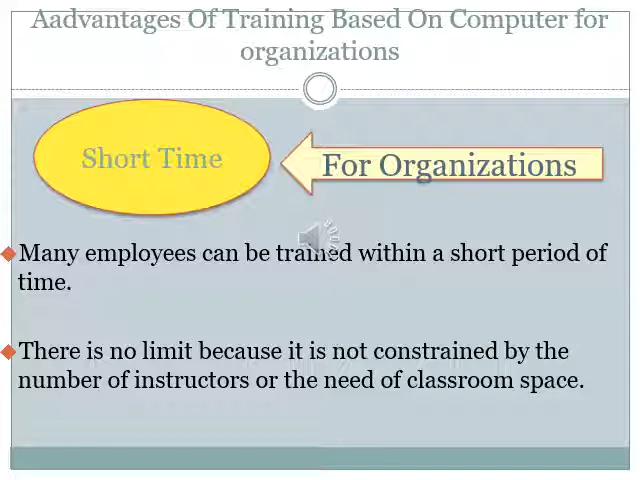 Aadvantages Of Training Based On Computer for
organizations
Short Time
For Organizations
Many employees can be trained within a short period of
time.
There is no limit because it is not constrained by the
number of instructors or the need of classroom space.